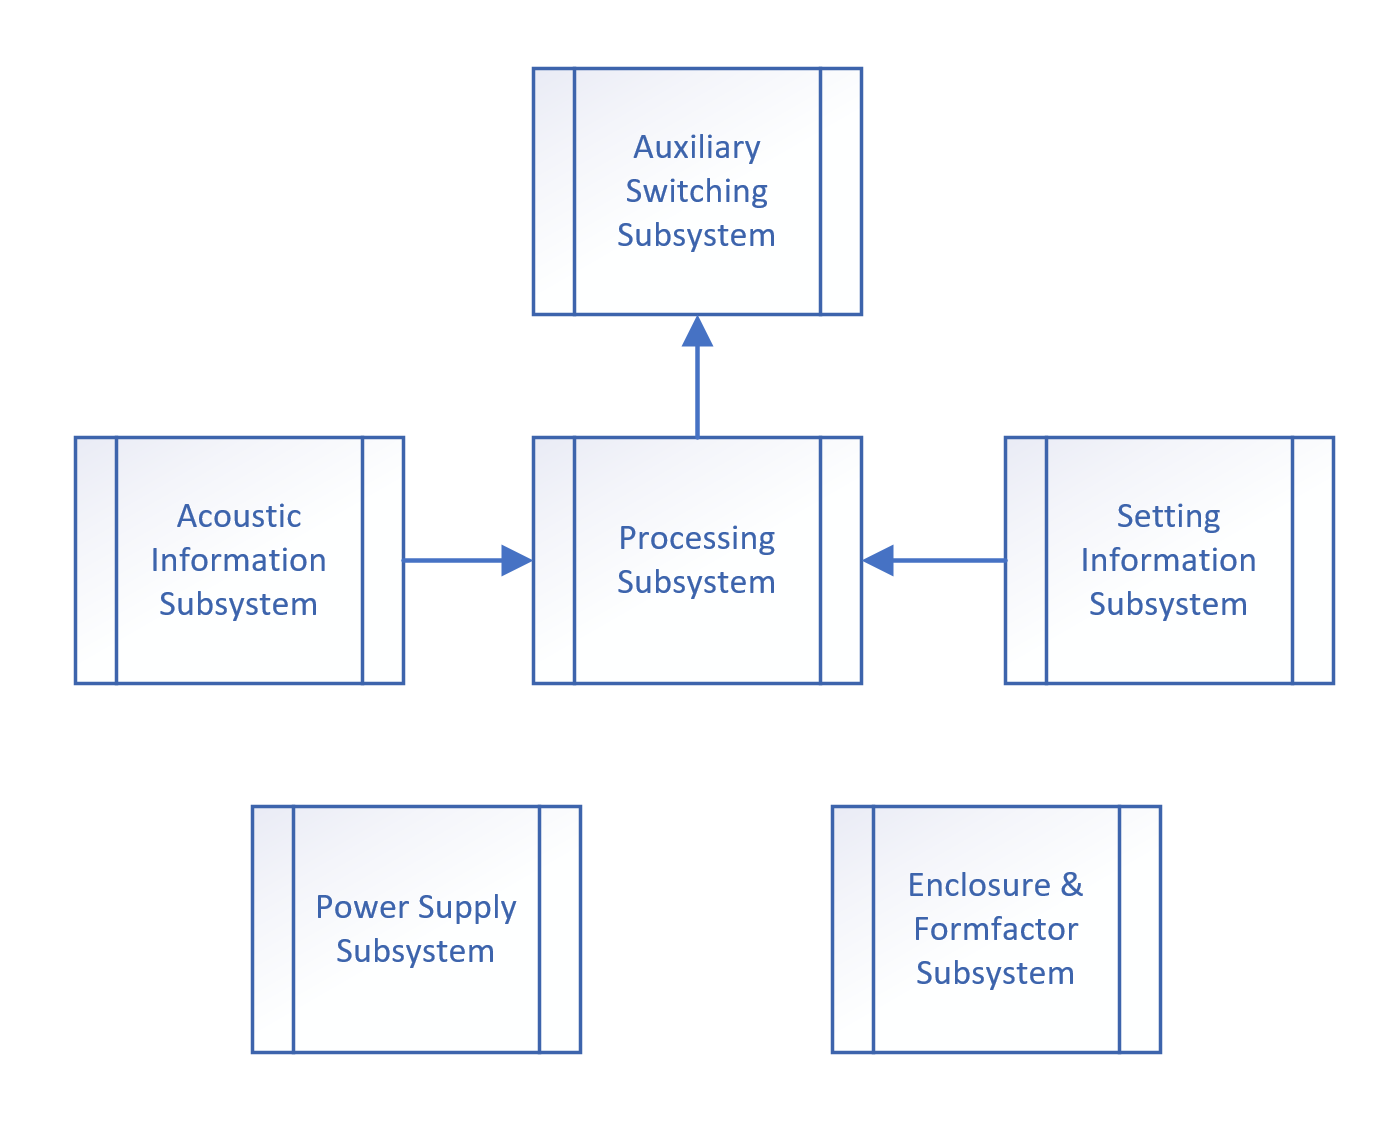 Auxiliary
Switching
Subsystem
Acoustic
Information
Subsystem
Processing
Subsystem
Setting
Information
Subsystem
Power Supply
Subsystem
Enclosure &
Formfactor
Subsystem